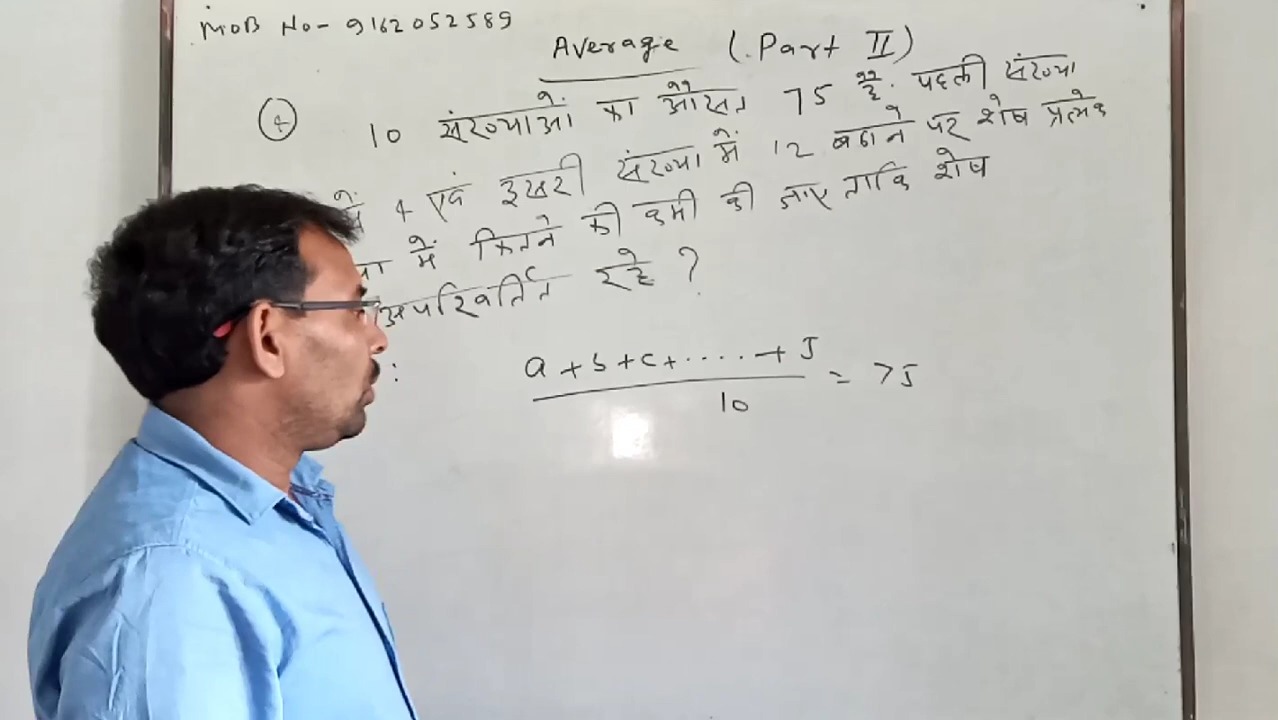 MOB No- 9162052589
Average (Part II)
4
10 संख्याओं का औसत 75 है. पहली संख्या
में 4 एवं दूसरी संख्या में 12 बढाने पर शेष प्रत्येक
में कितने की कमी की जाए ताकि शेष
अपरिवर्तित रहे ?
:
a + b + c + ..... + J
= 75
10